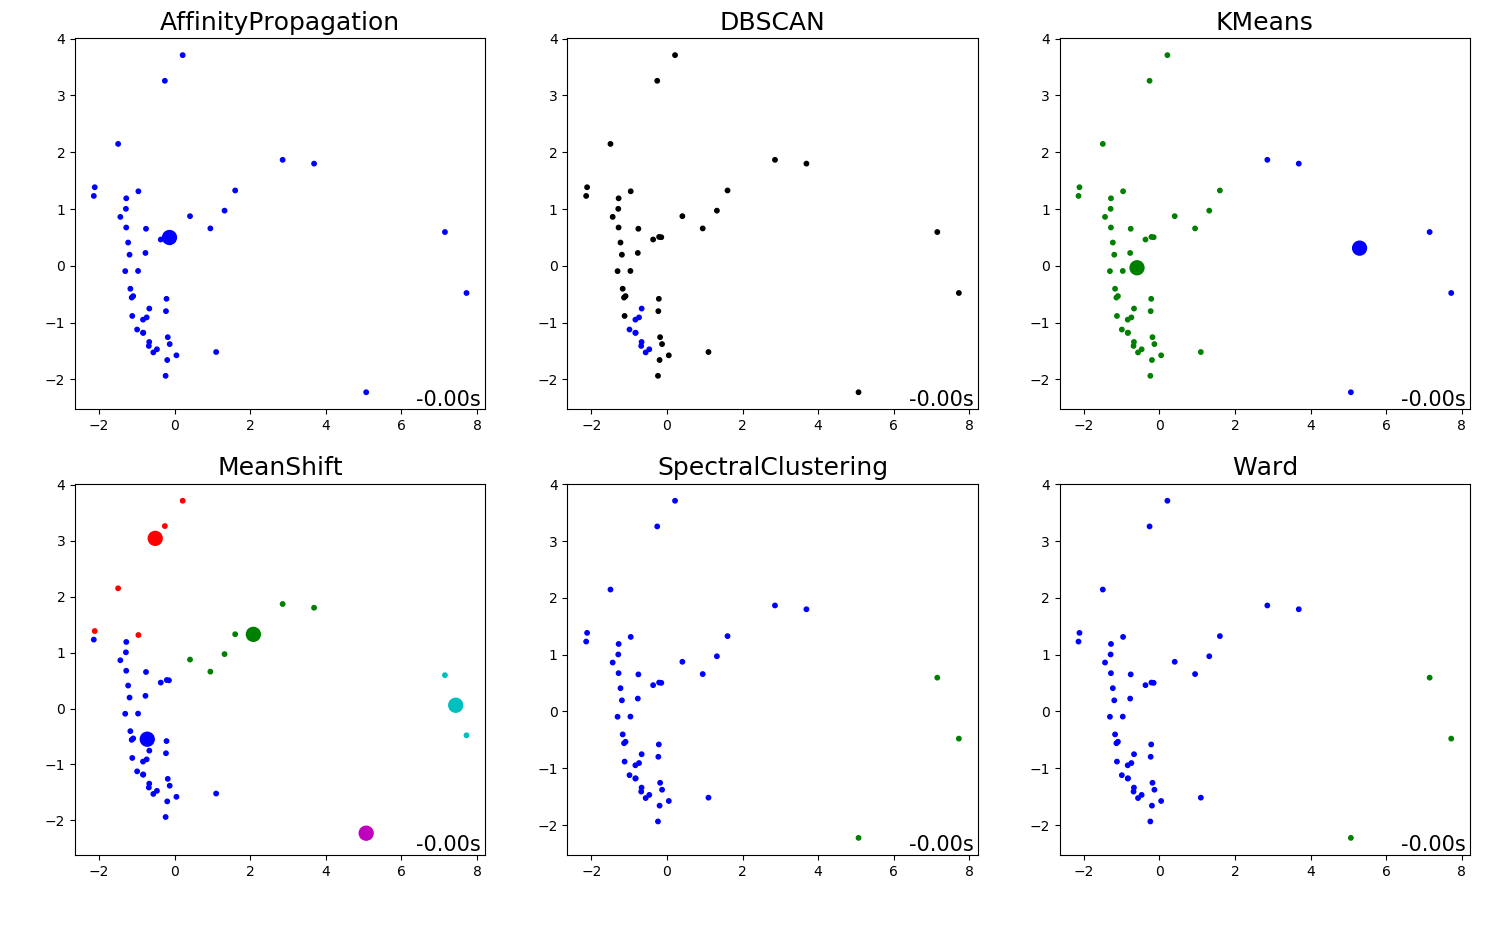 AffinityPropagation DBSCAN KMeans
4 4 4
3 3 3
2 2 2
1 1 1
0 0 0
−1 −1 −1
−2 −2 −2
-0.00s -0.00s -0.00s
−2 0 2 4 6 8 −2 0 2 4 6 8 −2 0 2 4 6 8
MeanShift SpectralClustering Ward
4 4 4
3 3 3
2 2 2
1 1 1
0 0 0
−1 −1 −1
−2 −2 −2
-0.00s -0.00s -0.00s
−2 0 2 4 6 8 −2 0 2 4 6 8 −2 0 2 4 6 8